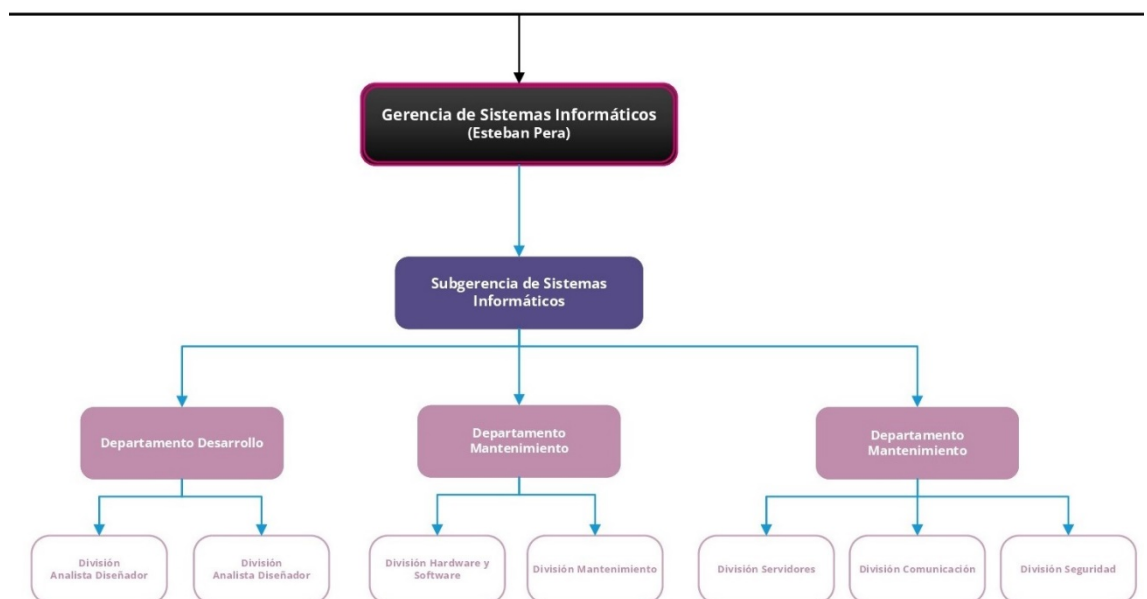 Gerencia de Sistemas Informáticos
(Esteban Pera)
Subgerencia de Sistemas
Informáticos
Departamento Desarrollo
Departamento
Mantenimiento
Departamento
Mantenimiento
División
Analista Diseñador
División
Analista Diseñador
División Hardware y
Software
División Mantenimiento
División Servidores
División Comunicación
División Seguridad